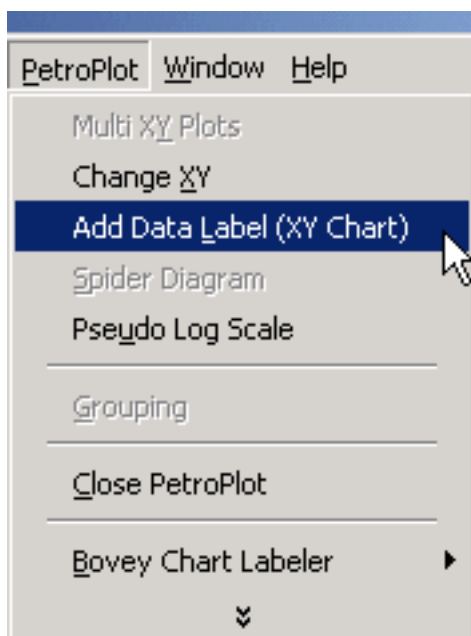 PetroPlot Window Help
Multi XY Plots
Change XY
Add Data Label (XY Chart)
Spider Diagram
Pseudo Log Scale
Grouping
Close PetroPlot
Bovey Chart Labeler